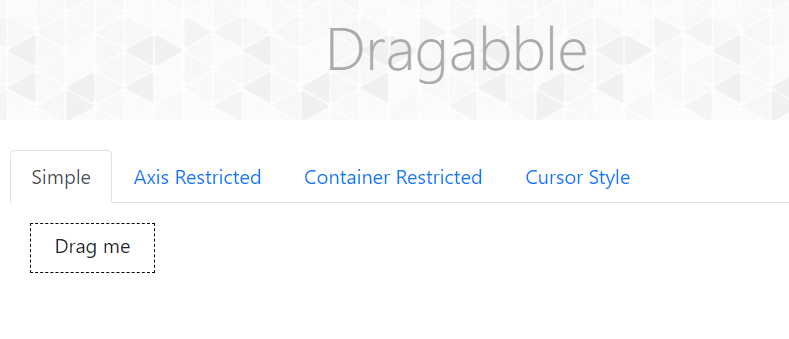 Dragabble
Simple Axis Restricted Container Restricted Cursor Style
Drag me